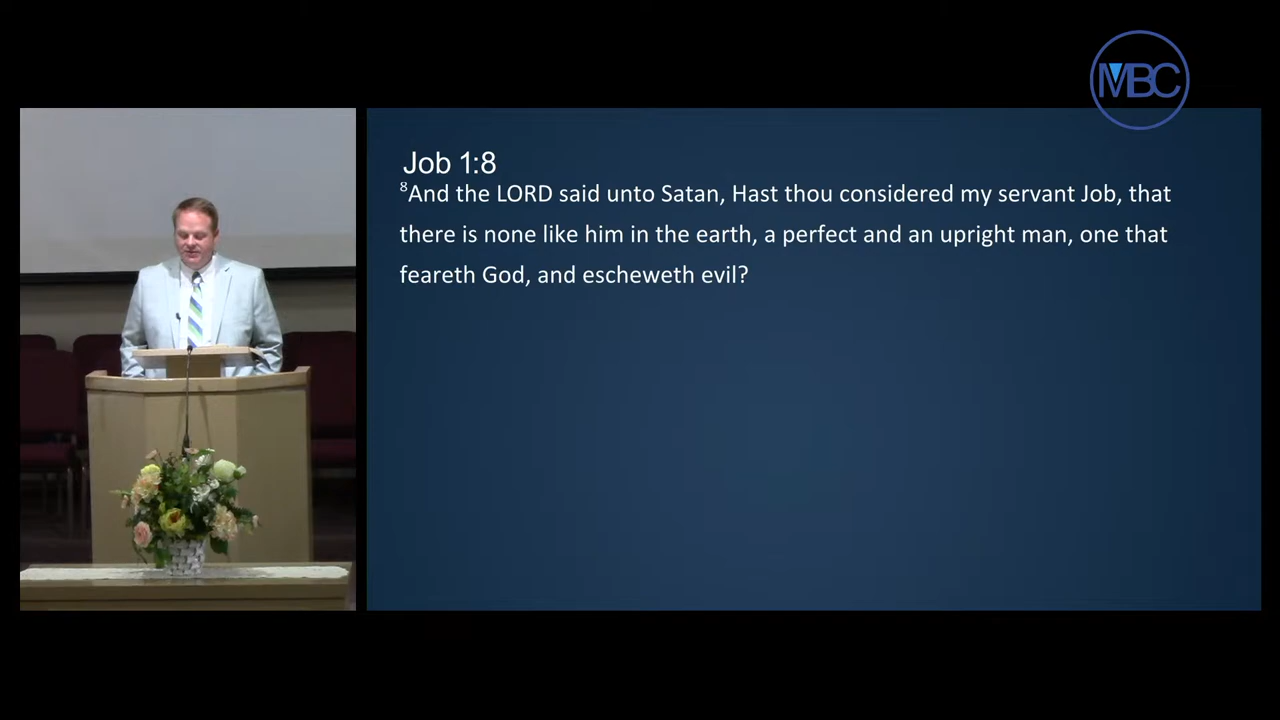 MBC
Job 1:8
⁸And the LORD said unto Satan, Hast thou considered my servant Job, that
there is none like him in the earth, a perfect and an upright man, one that
feareth God, and escheweth evil?